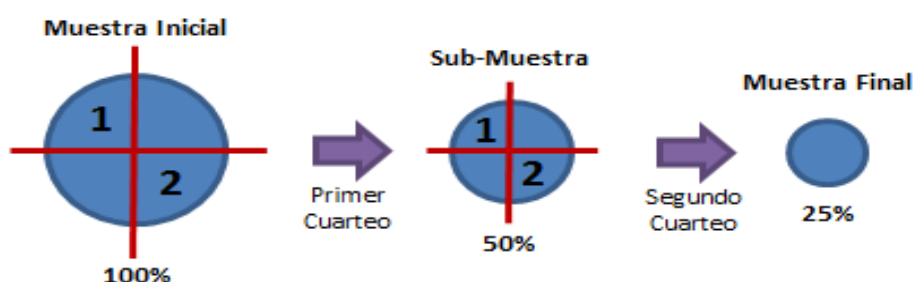 Muestra Inicial
1
2
100%
Primer
Cuarteo
Sub-Muestra
1
2
50%
Segundo
Cuarteo
Muestra Final
25%